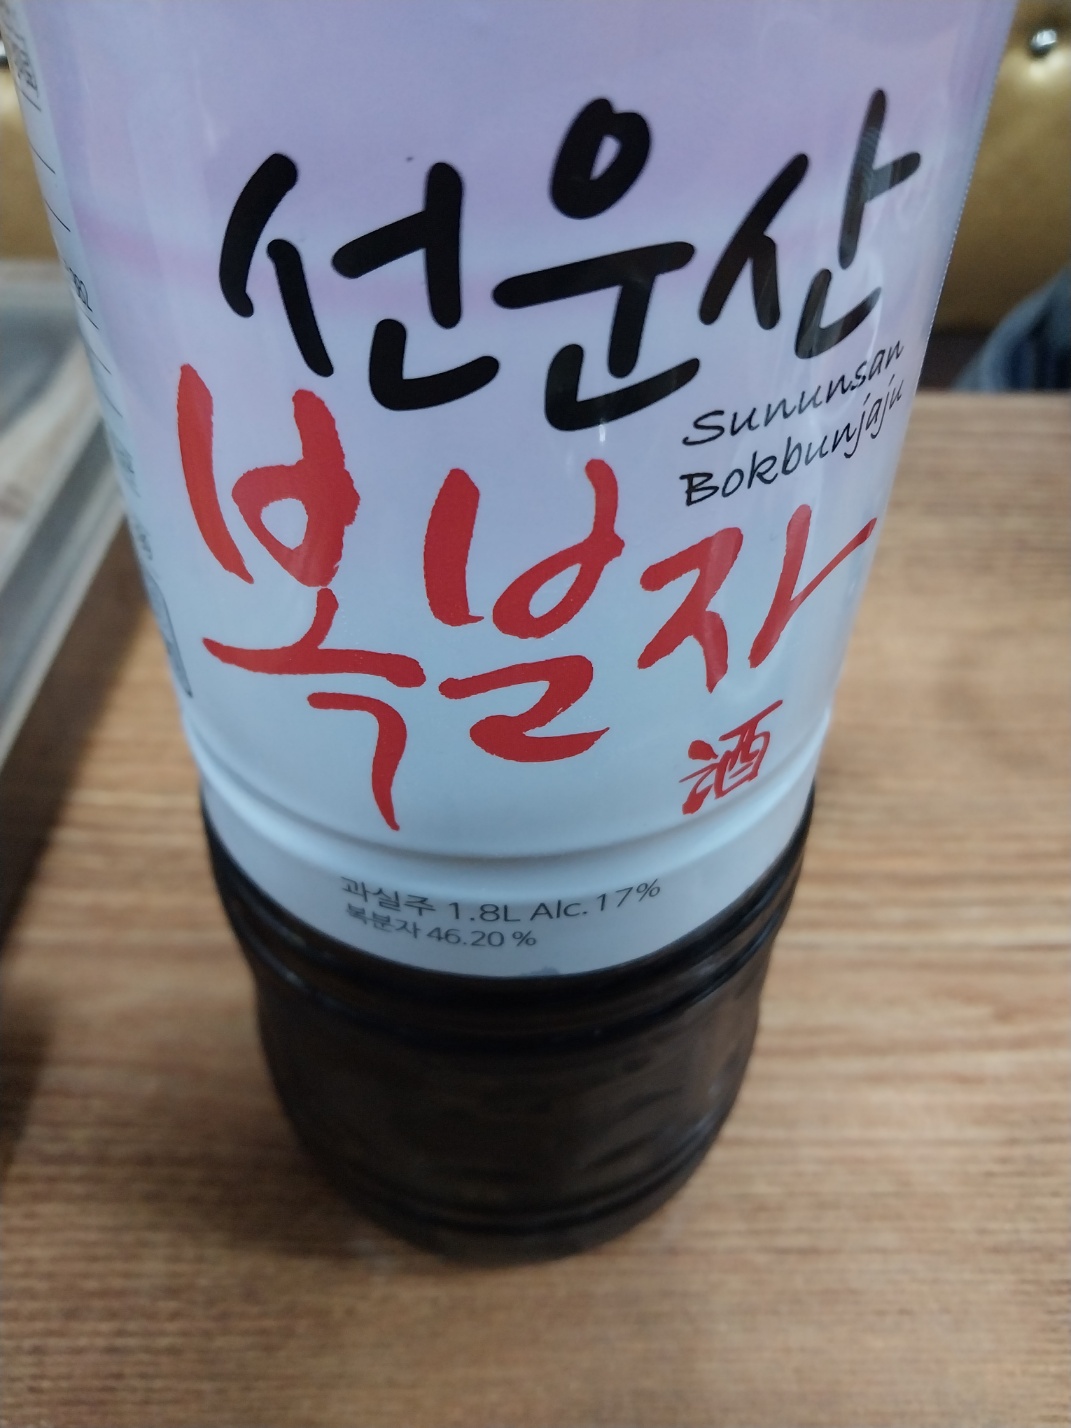 선운산
Sununsan
Bokbunjaju
복분자
酒
과실주 1.8L Alc.17%
복분자 46.20 %